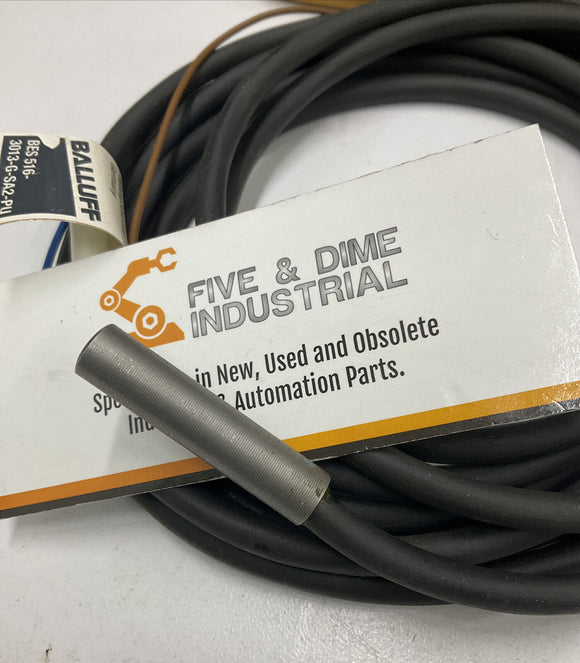 BALLUFF
BES 516-
3013-G-SA2-PU
FIVE & DIME
INDUSTRIAL
in New, Used and Obsolete
Automation Parts.